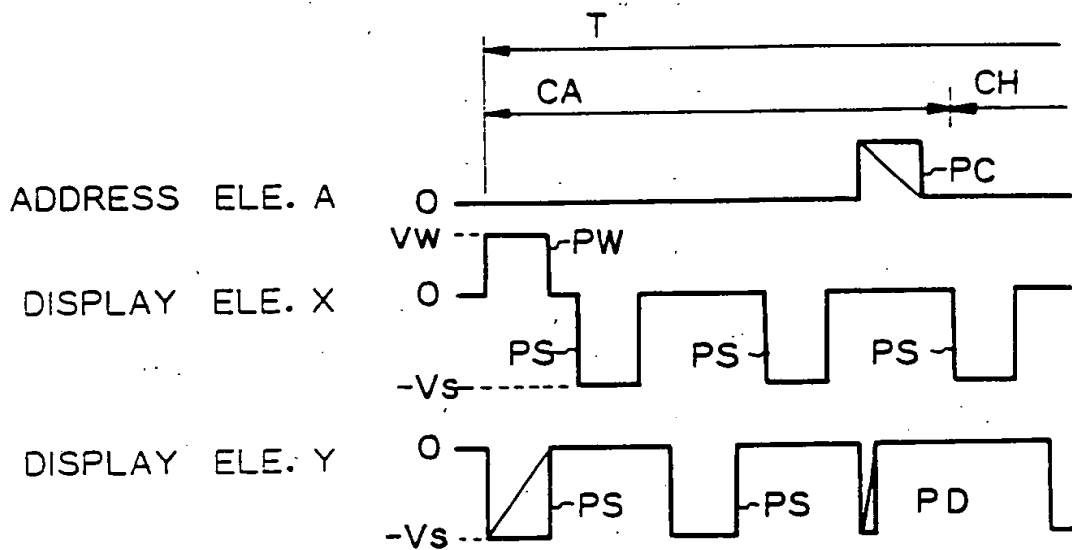 T
CA CH
ADDRESS ELE. A 0 PC
VW PW
DISPLAY ELE. X 0
PS PS PS
-Vs
DISPLAY ELE. Y 0
PS PS PD
-Vs